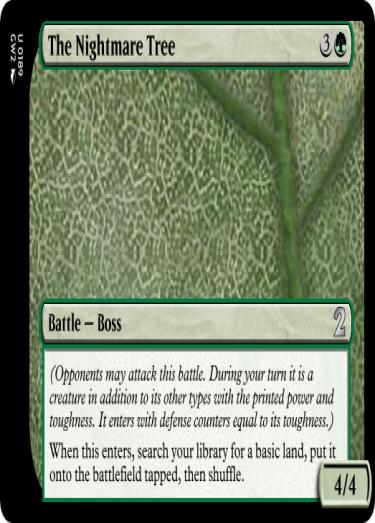 The Nightmare Tree 3
U 0189
GW2
Battle – Boss 2
(Opponents may attack this battle. During your turn it is a
creature in addition to its other types with the printed power and
toughness. It enters with defense counters equal to its toughness.)
When this enters, search your library for a basic land, put it
onto the battlefield tapped, then shuffle.
4/4